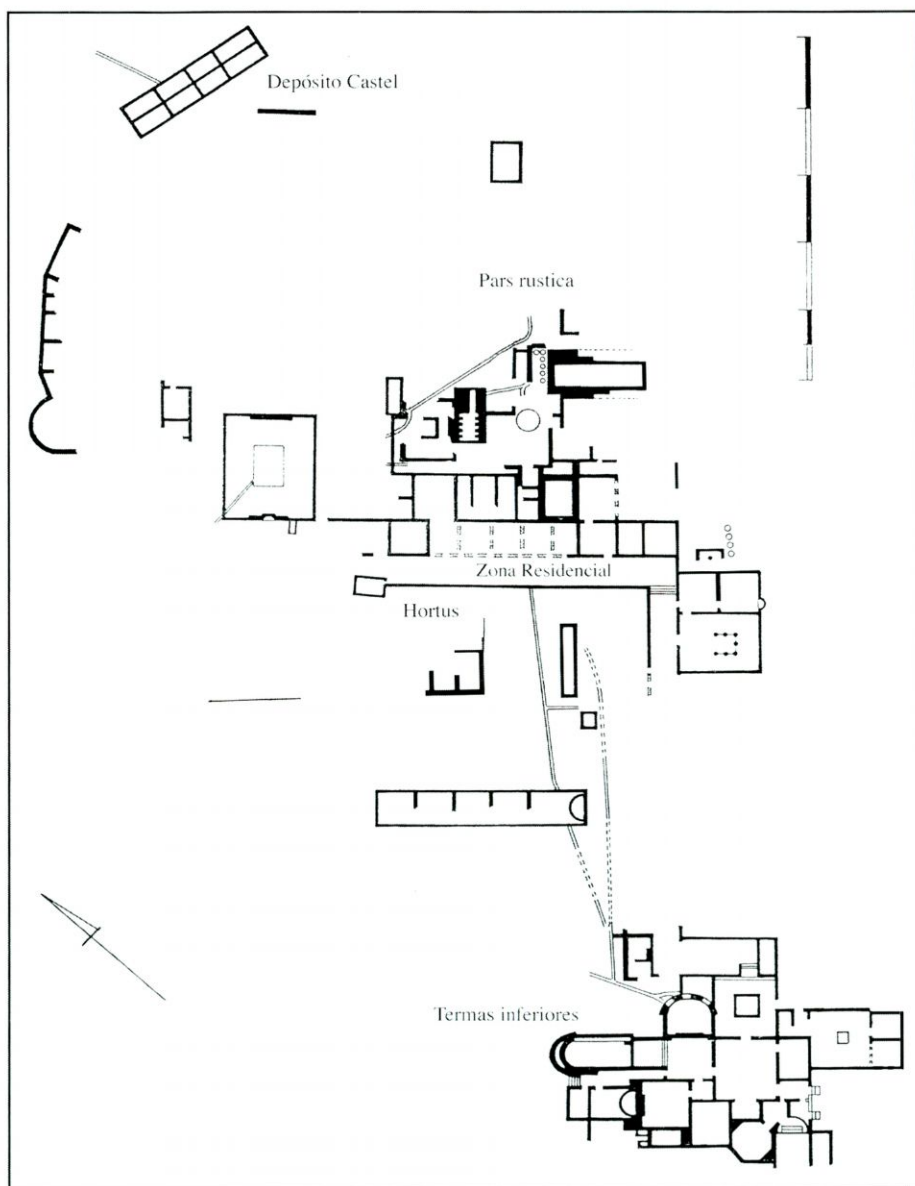 Depósito Castel
Pars rustica
Zona Residencial
Hortus
Termas inferiores